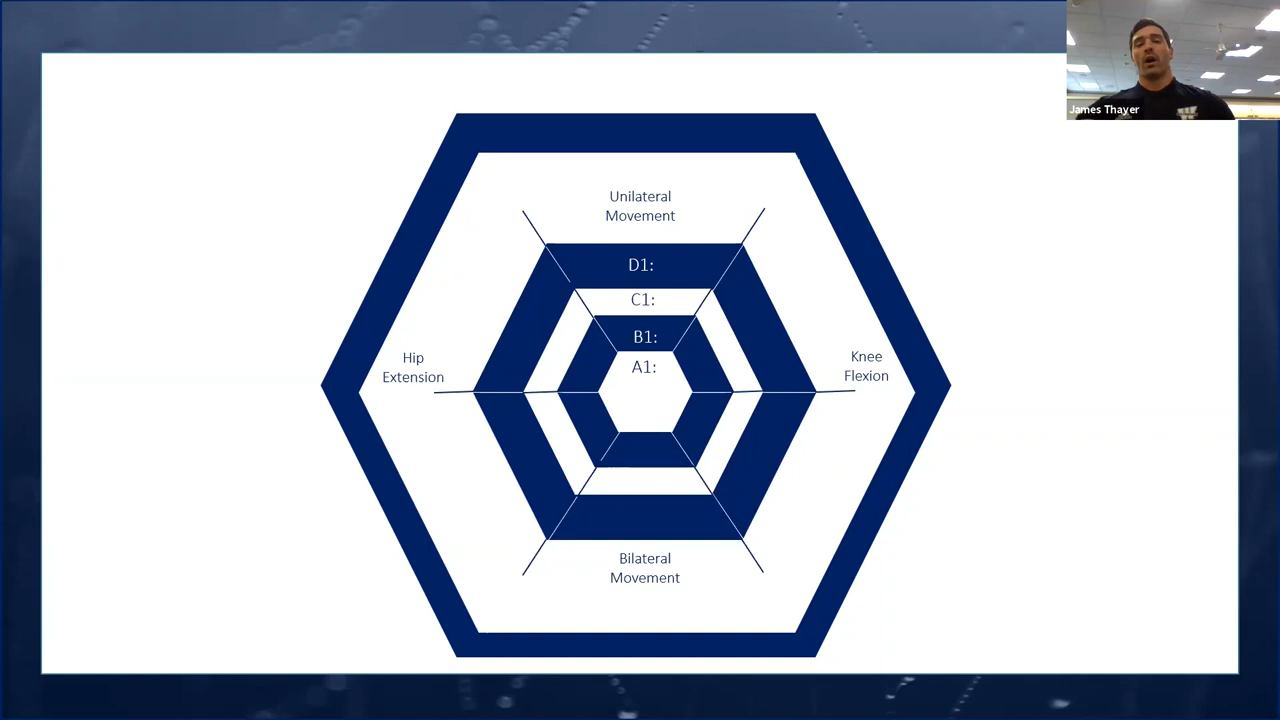 James Thayer
Unilateral
Movement
D1:
C1:
B1:
A1:
Hip
Extension
Knee
Flexion
Bilateral
Movement